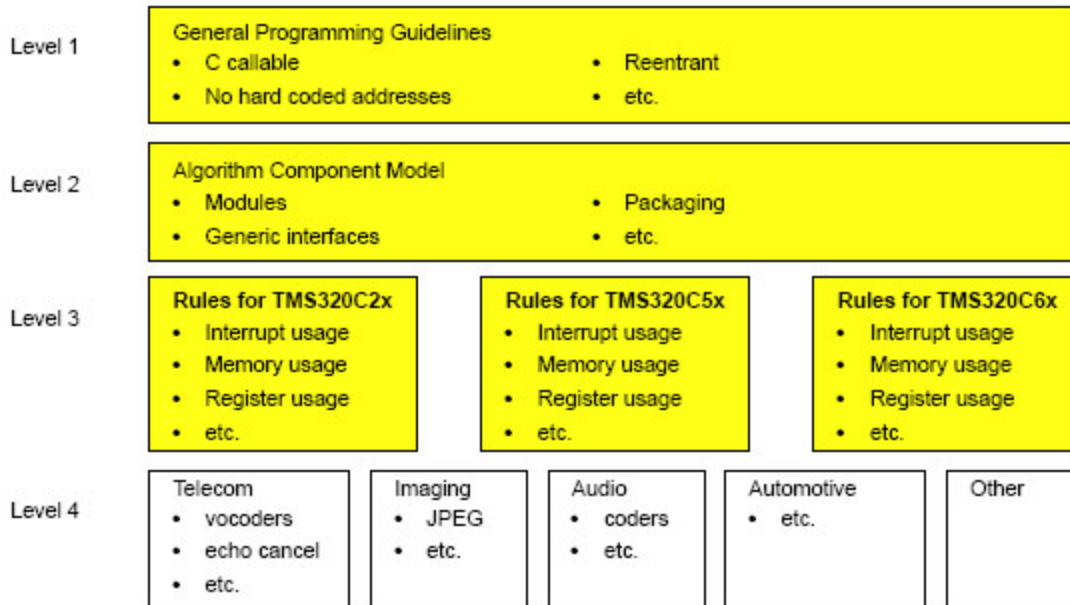 Level 1
General Programming Guidelines
• C callable
• No hard coded addresses
• Reentrant
• etc.
Level 2
Algorithm Component Model
• Modules
• Generic interfaces
• Packaging
• etc.
Level 3
Rules for TMS320C2x
• Interrupt usage
• Memory usage
• Register usage
• etc.
Rules for TMS320C5x
• Interrupt usage
• Memory usage
• Register usage
• etc.
Rules for TMS320C6x
• Interrupt usage
• Memory usage
• Register usage
• etc.
Level 4
Telecom
• vocoders
• echo cancel
• etc.
Imaging
• JPEG
• etc.
Audio
• coders
• etc.
Automotive
• etc.
Other